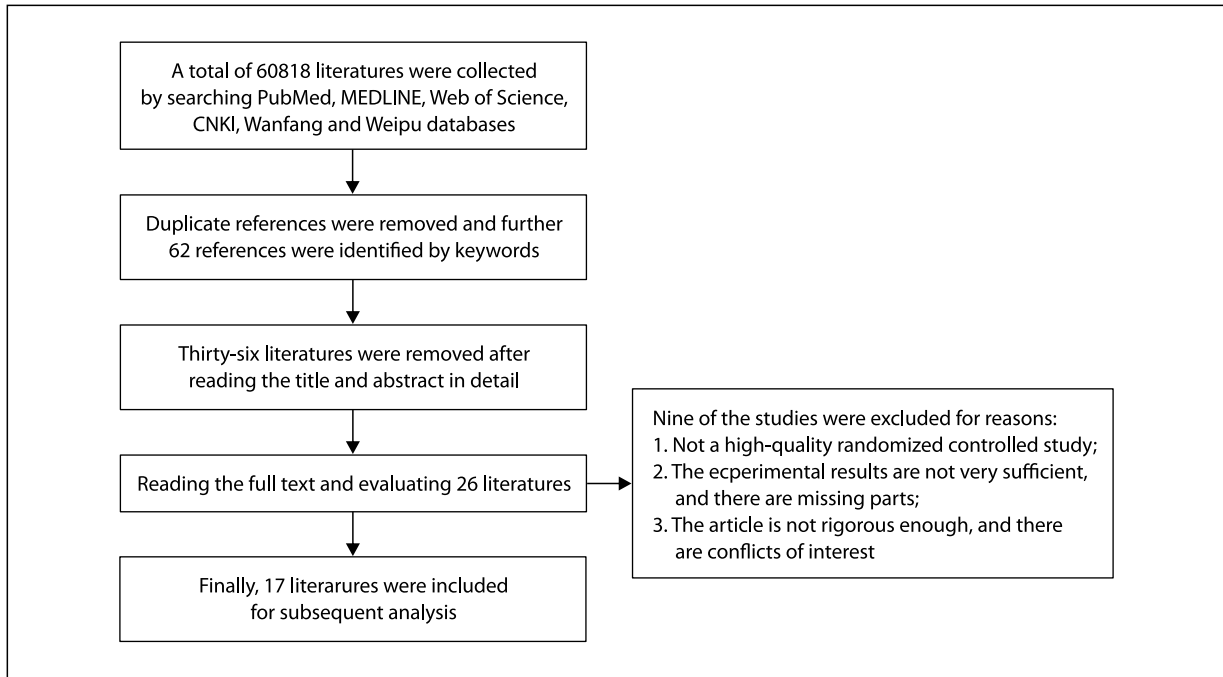 A total of 60818 literatures were collected
by searching PubMed, MEDLINE, Web of Science,
CNKl, Wanfang and Weipu databases
Duplicate references were removed and further
62 references were identified by keywords
Thirty-six literatures were removed after
reading the title and abstract in detail
Reading the full text and evaluating 26 literatures
Nine of the studies were excluded for reasons:
1. Not a high-quality randomized controlled study;
2. The ecperimental results are not very sufficient,
and there are missing parts;
3. The article is not rigorous enough, and there
are conflicts of interest
Finally, 17 literarures were included
for subsequent analysis